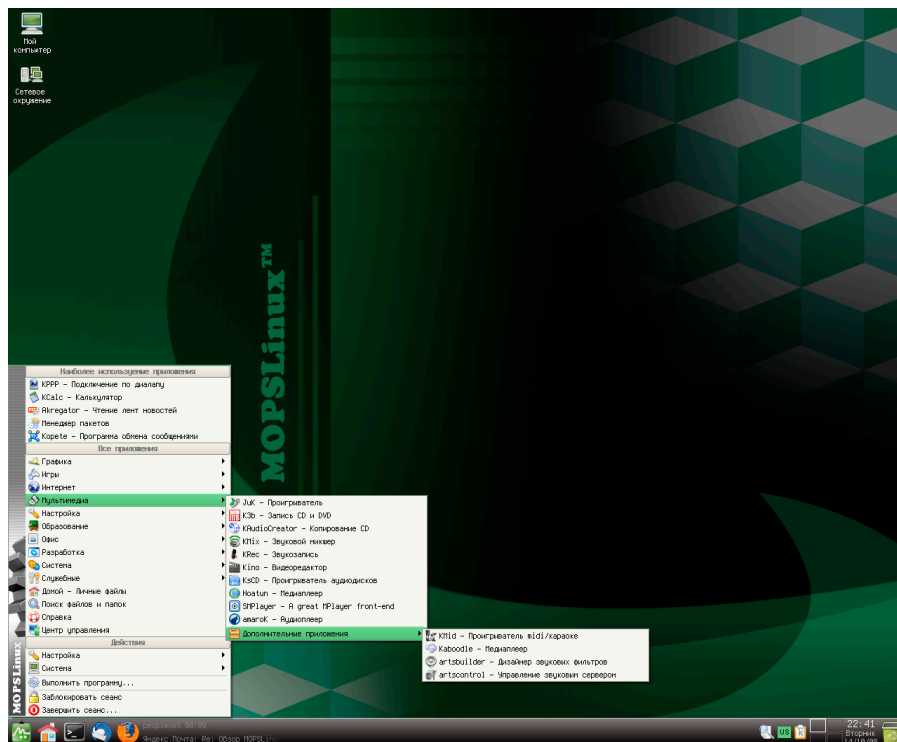 Мой
компьтер
Сетевое
окружение
MOPSLinux™
Наиболее используемые приложения
KPPP – Подключение по диалапу
KCalc – Калькулятор
Akregator – Чтение лент новостей
Менеджер пакетов
Kopete – Программа обмена сообщениями
Все приложения
Графика
Игры
Интернет
Мультимедиа
Настройка
Образование
Офис
Разработка
Система
Служебные
Домой – Личные файлы
Поиск файлов и папок
Справка
Центр управления
Действия
Настройка
Система
Выполнить программу...
Заблокировать сеанс
Завершить сеанс...
MOPSLinux
JuK – Проигрыватель
K3b – Запись CD и DVD
KAudioCreator – Копирование CD
KMix – Звуковой микшер
KRec – Звукозапись
Kino – Видеоредактор
KsCD – Проигрыватель аудиодисков
Noatun – Медиаплеер
SMPlayer – A great MPlayer front-end
amaroK – Аудиоплеер
Дополнительные приложения
KMid – Проигрыватель midi/караоке
Kaboodle – Медиаплеер
artsbuilder – Дизайнер звуковых фильтров
artscontrol – Управление звуковым сервером
Яндекс.Почта: Re: Обзор MOPSLin
US
22:41
Вторник